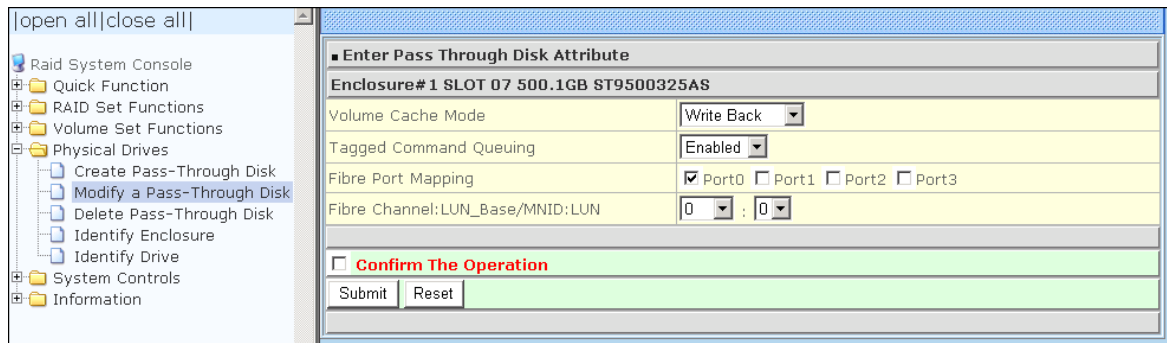 |open all|close all|
Raid System Console
Quick Function
RAID Set Functions
Volume Set Functions
Physical Drives
Create Pass-Through Disk
Modify a Pass-Through Disk
Delete Pass-Through Disk
Identify Enclosure
Identify Drive
System Controls
Information
Enter Pass Through Disk Attribute
Enclosure#1 SLOT 07 500.1GB ST9500325AS
Volume Cache Mode Write Back
Tagged Command Queuing Enabled
Fibre Port Mapping Port0 Port1 Port2 Port3
Fibre Channel:LUN_Base/MNID:LUN 0 : 0
Confirm The Operation
Submit Reset